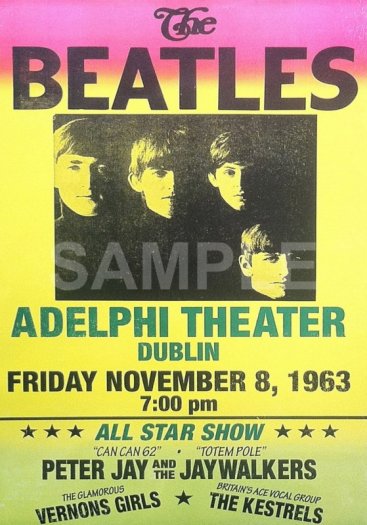 The
BEATLES
SAMPLE
ADELPHI THEATER
DUBLIN
FRIDAY NOVEMBER 8, 1963
7:00 pm
★ ★ ★ ALL STAR SHOW ★ ★ ★
"CAN CAN 62" • "TOTEM POLE"
PETER JAY AND THE JAYWALKERS
THE GLAMOROUS
VERNONS GIRLS ★
BRITAIN'S ACE VOCAL GROUP
THE KESTRELS